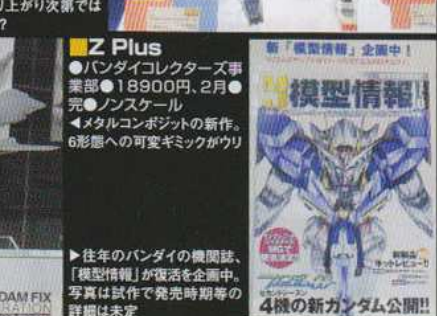 り上がり次第では
?
Z Plus
●バンダイコレクターズ事
業部●18900円、2月●
完●ノンスケール
◀メタルコンポジットの新作。
6形態への可変ギミックがウリ
▶往年のバンダイの機関誌、
「模型情報」が復活を企画中。
写真は試作で発売時期等の
詳細は未定
DAM FIX
RATION
新「模型情報」企画中！
模型情報
4機の新ガンダム公開!!